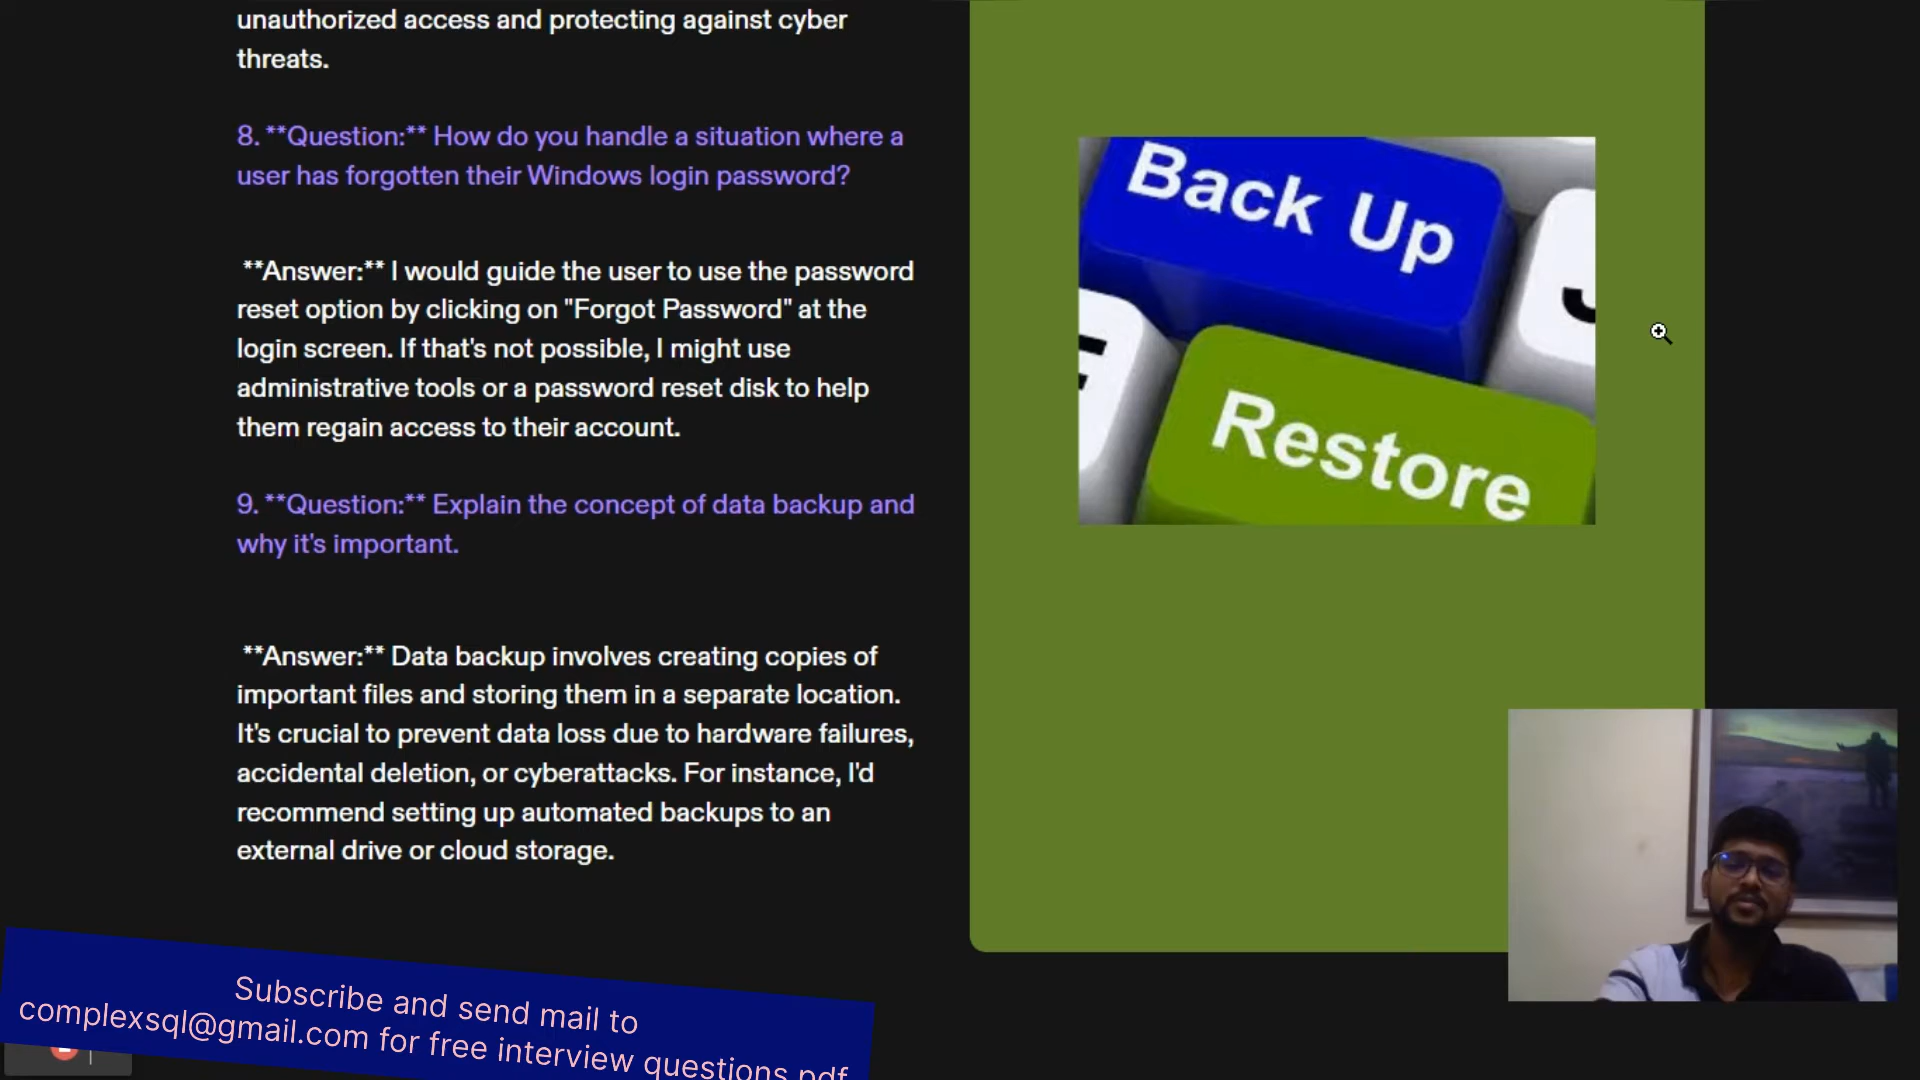 unauthorized access and protecting against cyber
threats.
8. **Question:** How do you handle a situation where a
user has forgotten their Windows login password?
**Answer:** I would guide the user to use the password
reset option by clicking on "Forgot Password" at the
login screen. If that's not possible, I might use
administrative tools or a password reset disk to help
them regain access to their account.
9. **Question:** Explain the concept of data backup and
why it's important.
**Answer:** Data backup involves creating copies of
important files and storing them in a separate location.
It's crucial to prevent data loss due to hardware failures,
accidental deletion, or cyberattacks. For instance, I'd
recommend setting up automated backups to an
external drive or cloud storage.
Back Up
Restore
Subscribe and send mail to
complexsql@gmail.com for free interview questions pdf